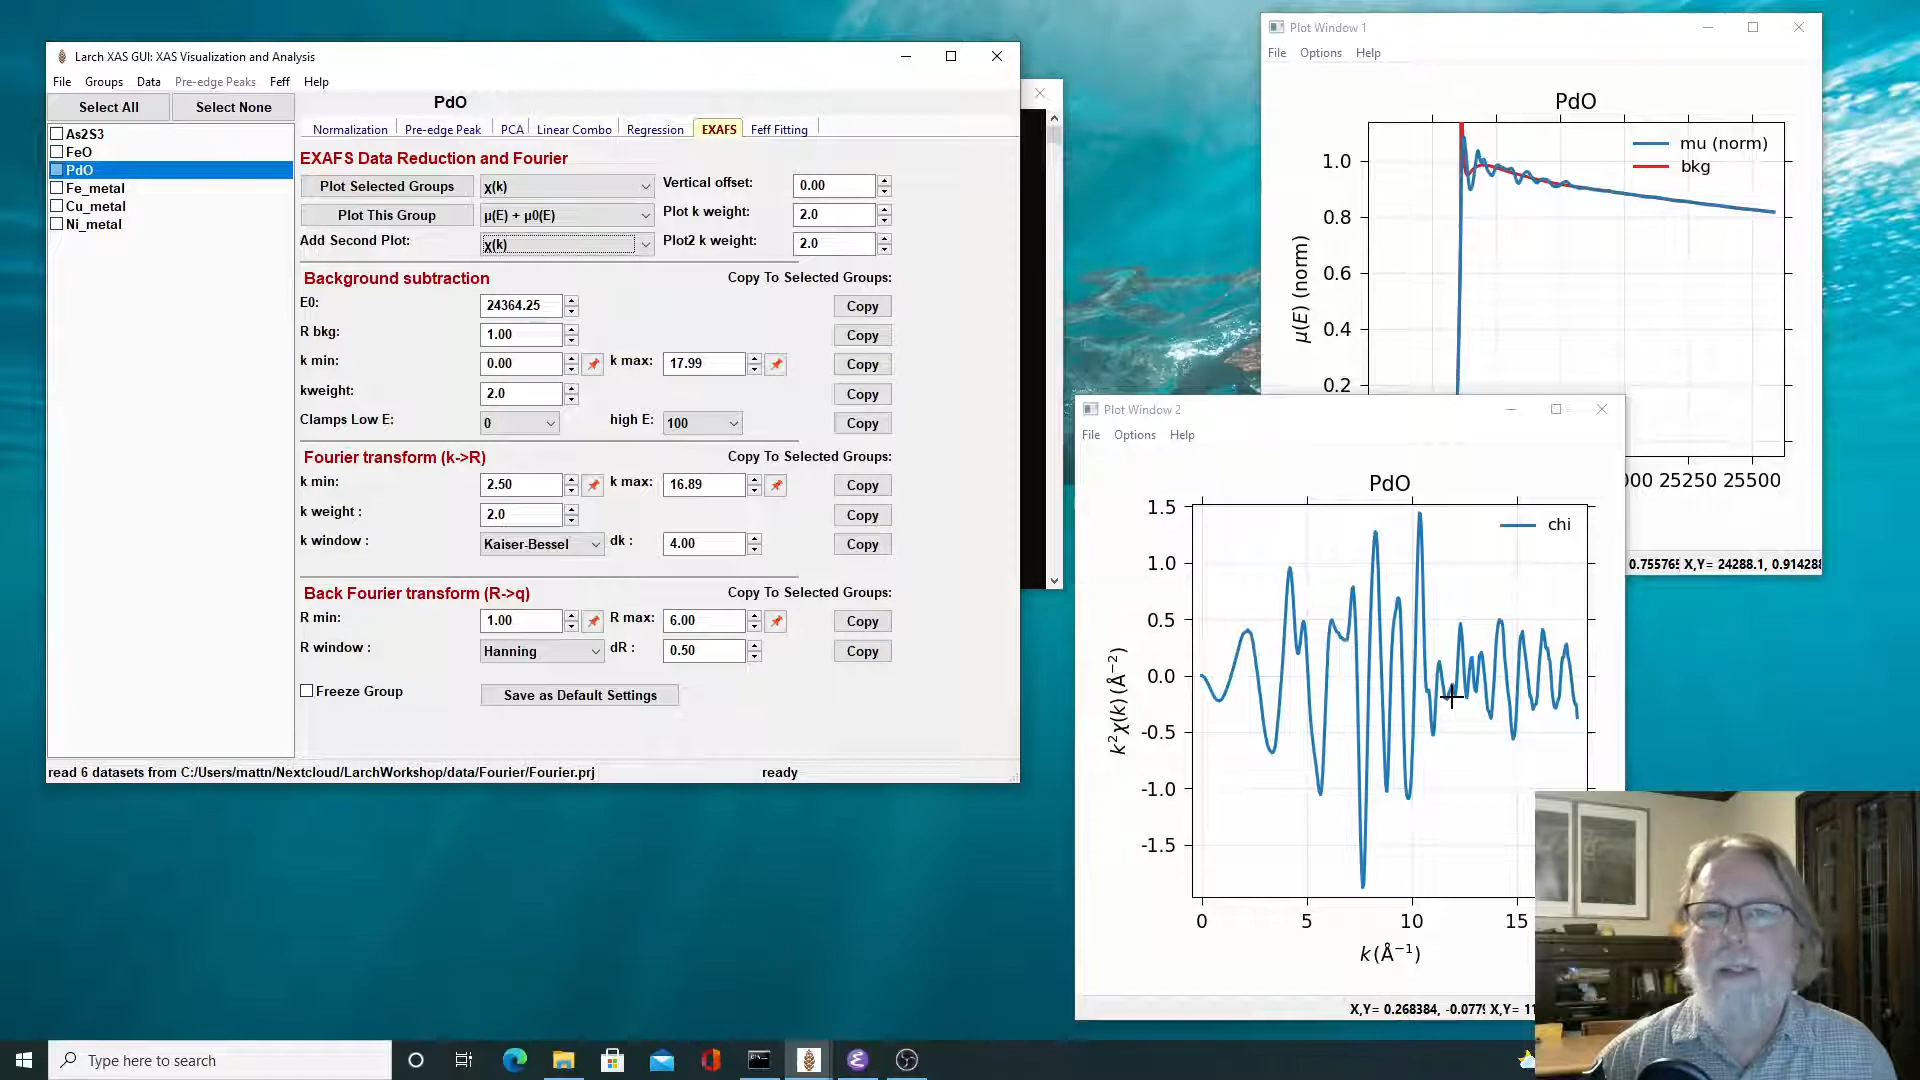 Larch XAS GUI: XAS Visualization and Analysis
File Groups Data Pre-edge Peaks Feff Help
Select All Select None
As2S3
FeO
PdO
Fe_metal
Cu_metal
Ni_metal
PdO
Normalization Pre-edge Peak PCA Linear Combo Regression EXAFS Feff Fitting
EXAFS Data Reduction and Fourier
Plot Selected Groups χ(k) Vertical offset: 0.00
Plot This Group μ(E) + μ0(E) Plot k weight: 2.0
Add Second Plot: χ(k) Plot2 k weight: 2.0
Background subtraction Copy To Selected Groups:
E0: 24364.25 Copy
R bkg: 1.00 Copy
k min: 0.00 k max: 17.99 Copy
kweight: 2.0 Copy
Clamps Low E: 0 high E: 100 Copy
Fourier transform (k->R) Copy To Selected Groups:
k min: 2.50 k max: 16.89 Copy
k weight : 2.0 Copy
k window : Kaiser-Bessel dk : 4.00 Copy
Back Fourier transform (R->q) Copy To Selected Groups:
R min: 1.00 R max: 6.00 Copy
R window : Hanning dR : 0.50 Copy
Freeze Group Save as Default Settings
read 6 datasets from C:/Users/mattn/Nextcloud/LarchWorkshop/data/Fourier/Fourier.prj ready
Plot Window 1
File Options Help
PdO
mu (norm)
bkg
1.0
0.8
0.6
0.4
0.2
μ(E) (norm)
25250 25500
X,Y= 24288.1, 0.914288
Plot Window 2
File Options Help
PdO
chi
1.5
1.0
0.5
0.0
-0.5
-1.0
-1.5
k²χ(k) (Å⁻²)
0 5 10 15
k (Å⁻¹)
X,Y= 0.268384, -0.0779 X,Y= 11
Type here to search